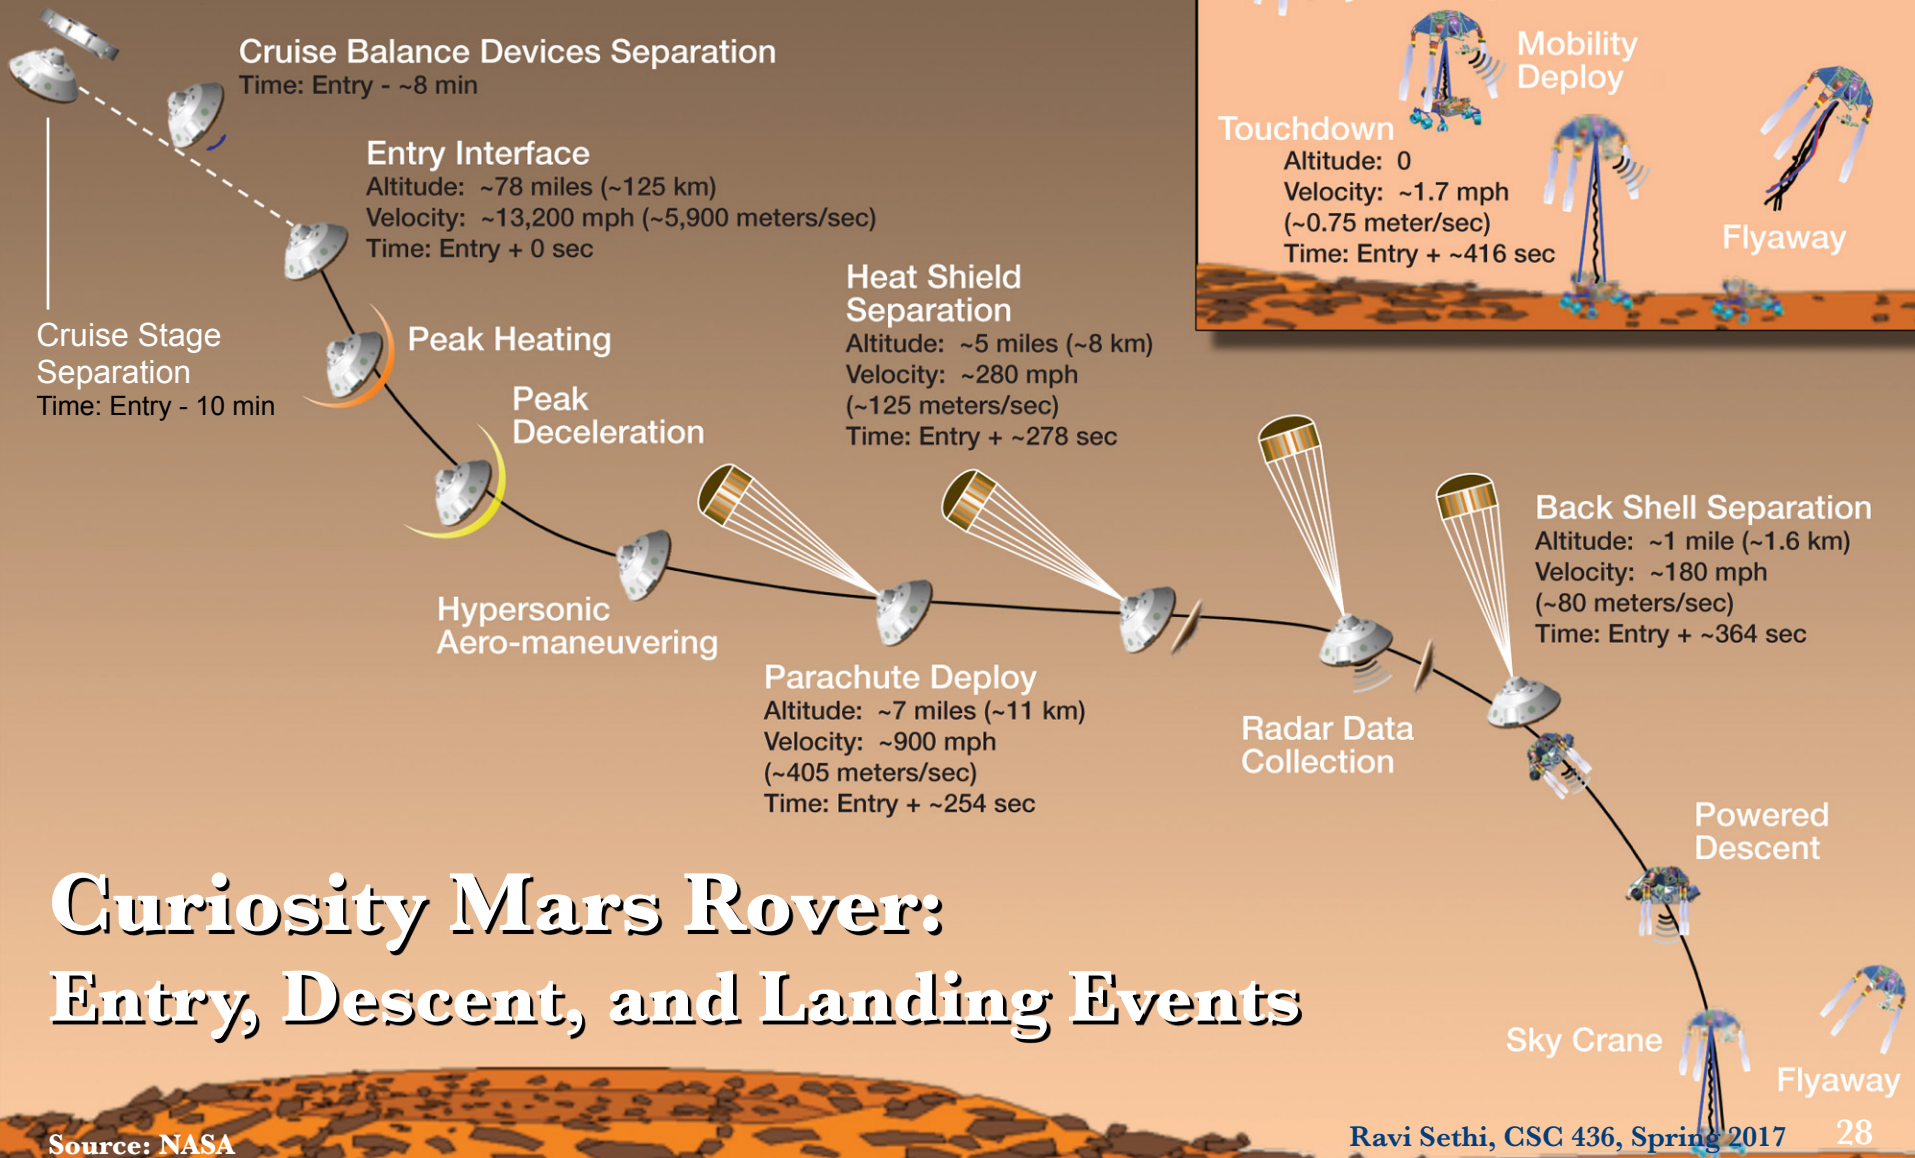 Cruise Balance Devices Separation
Time: Entry - ~8 min
Entry Interface
Altitude:  ~78 miles (~125 km)
Velocity:  ~13,200 mph (~5,900 meters/sec)
Time: Entry + 0 sec
Cruise Stage
Separation
Time: Entry - 10 min
Peak Heating
Peak
Deceleration
Hypersonic
Aero-maneuvering
Parachute Deploy
Altitude:  ~7 miles (~11 km)
Velocity:  ~900 mph
(~405 meters/sec)
Time: Entry + ~254 sec
Heat Shield
Separation
Altitude:  ~5 miles (~8 km)
Velocity:  ~280 mph
(~125 meters/sec)
Time: Entry + ~278 sec
Radar Data
Collection
Back Shell Separation
Altitude:  ~1 mile (~1.6 km)
Velocity:  ~180 mph
(~80 meters/sec)
Time: Entry + ~364 sec
Powered
Descent
Sky Crane
Flyaway
Mobility
Deploy
Touchdown
Altitude:  0
Velocity:  ~1.7 mph
(~0.75 meter/sec)
Time: Entry + ~416 sec
Flyaway
Curiosity Mars Rover:
Entry, Descent, and Landing Events
Source: NASA
Ravi Sethi, CSC 436, Spring 2017
28